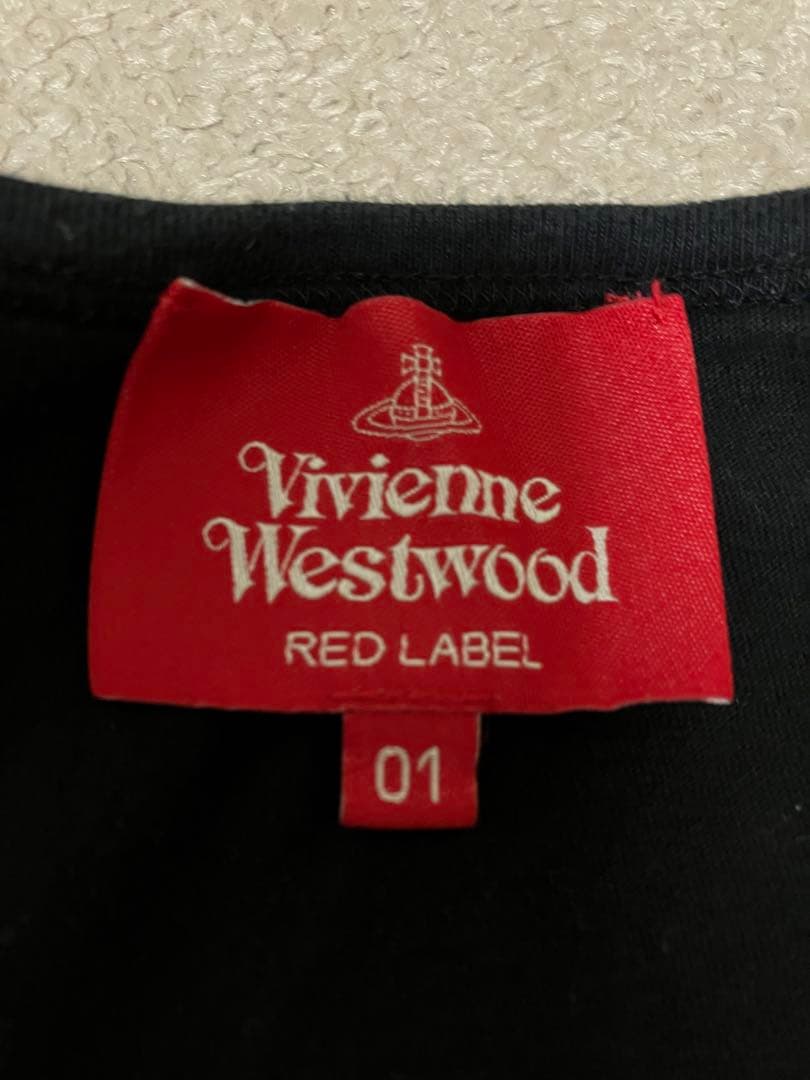 Vivienne
Westwood
RED LABEL
01